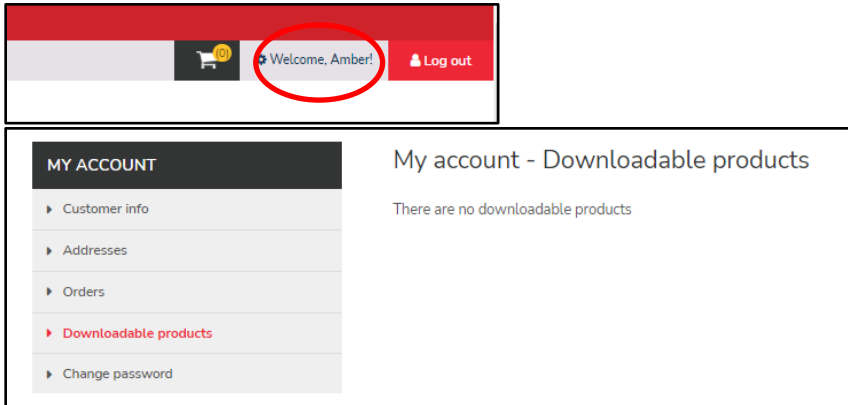 (0)
Welcome, Amber!
Log out
MY ACCOUNT
Customer info
Addresses
Orders
Downloadable products
Change password
My account - Downloadable products
There are no downloadable products